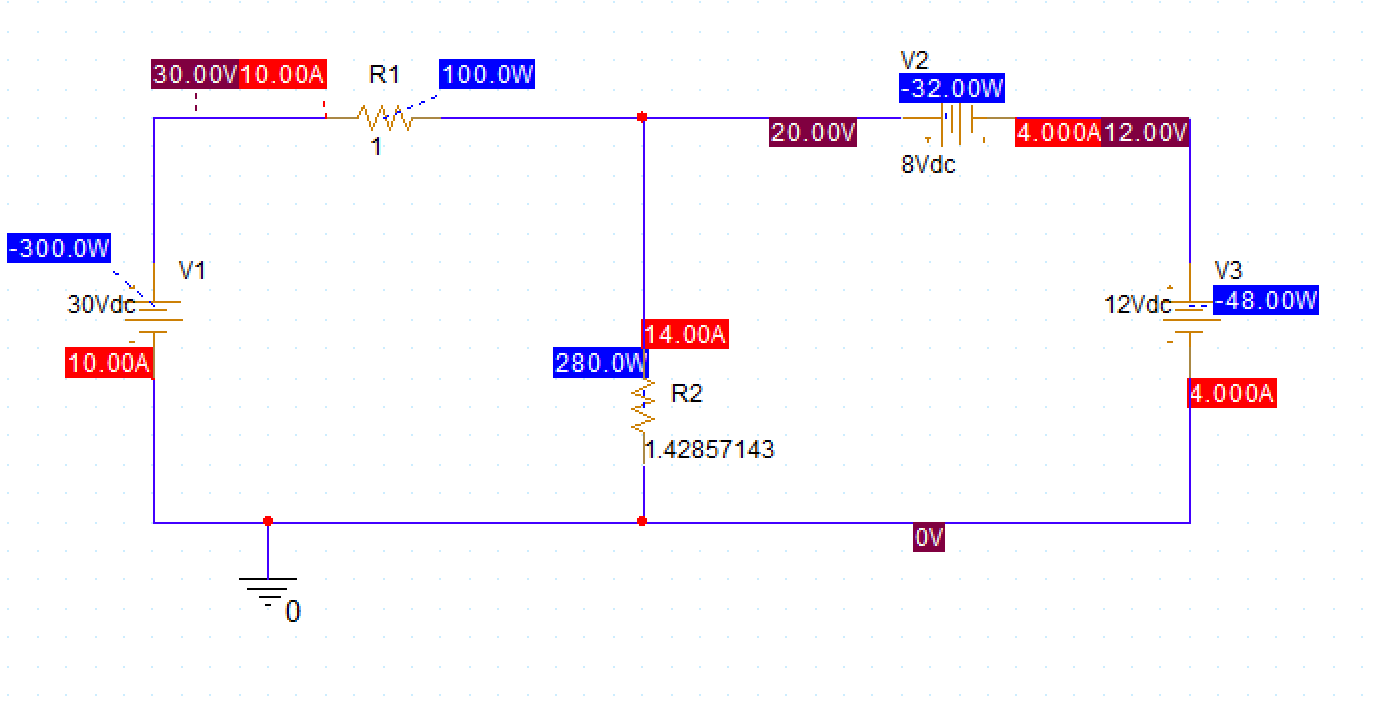 V2
30.00V 10.00A R1 100.0W
-32.00W
20.00V 4.000A 12.00V
1
8Vdc
-300.0W
V1 V3
30Vdc 12Vdc -48.00W
14.00A
10.00A 280.0W
R2 4.000A
1.42857143
0V
0